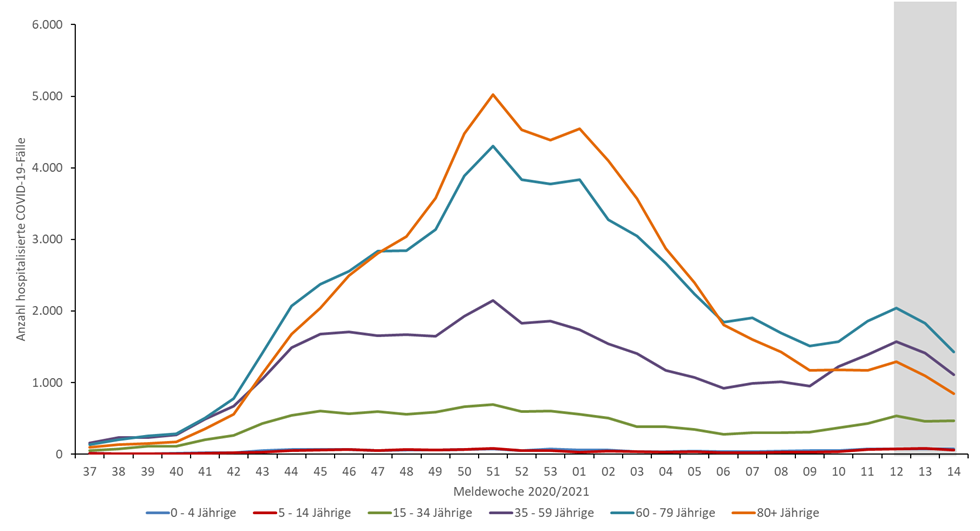 6.000
5.000
4.000
3.000
2.000
1.000
0
Anzahl hospitalisierte COVID-19-Fälle
37 38 39 40 41 42 43 44 45 46 47 48 49 50 51 52 53 01 02 03 04 05 06 07 08 09 10 11 12 13 14
Meldewoche 2020/2021
0 - 4 Jährige 5 - 14 Jährige 15 - 34 Jährige 35 - 59 Jährige 60 - 79 Jährige 80+ Jährige